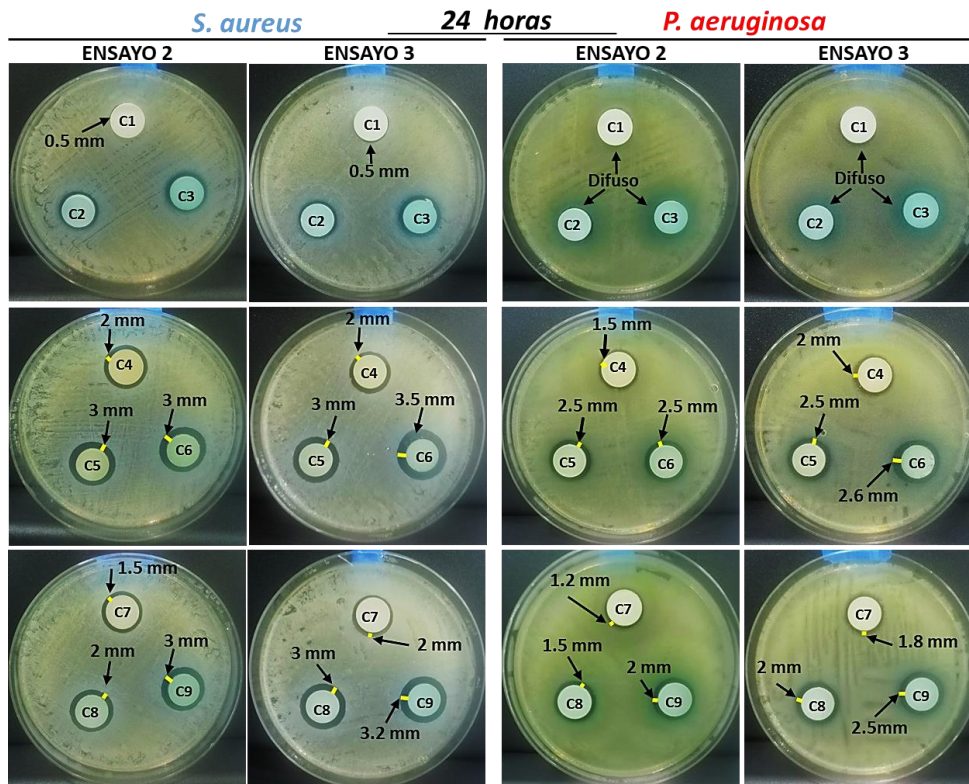 S. aureus 24 horas P. aeruginosa
ENSAYO 2 ENSAYO 3 ENSAYO 2 ENSAYO 3
C1
0.5 mm
C2
C3
C1
0.5 mm
C2
C3
C1
Difuso
C2
C3
C1
Difuso
C2
C3
2 mm
C4
3 mm
3 mm
C5
C6
2 mm
C4
3 mm
3.5 mm
C5
C6
1.5 mm
C4
2.5 mm
2.5 mm
C5
C6
2 mm
C4
2.5 mm
C5
C6
2.6 mm
1.5 mm
C7
2 mm
3 mm
C8
C9
C7
2 mm
3 mm
C8
C9
3.2 mm
1.2 mm
C7
1.5 mm
2 mm
C8
C9
C7
1.8 mm
2 mm
C8
C9
2.5mm